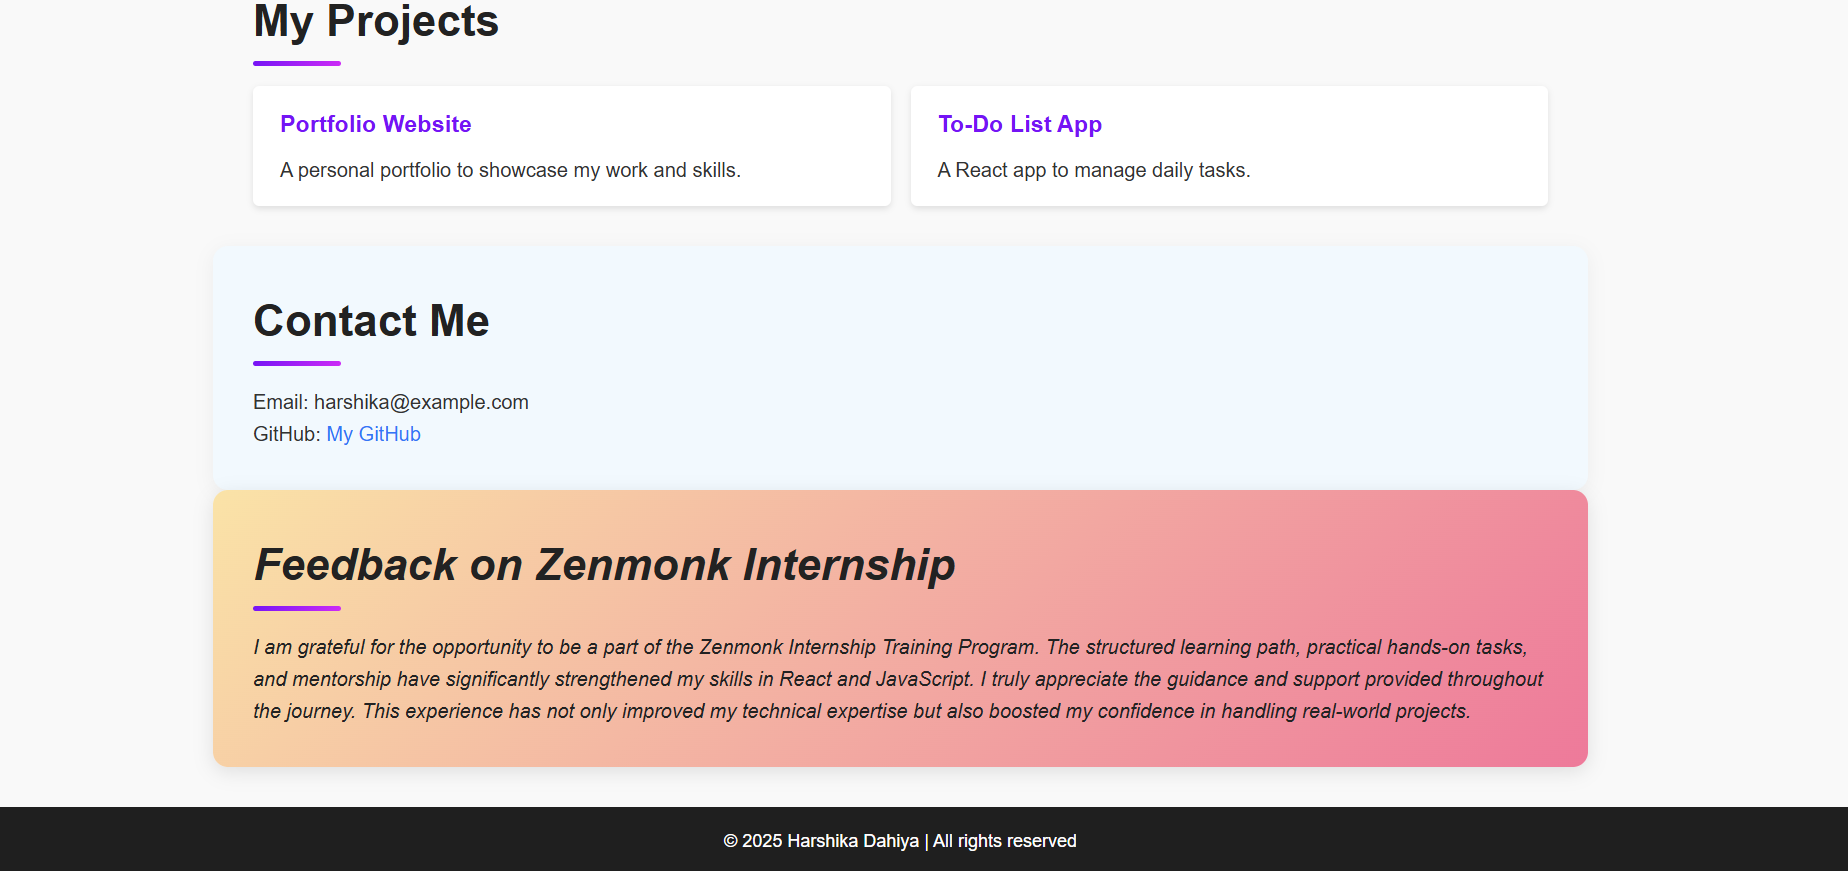 My Projects
Portfolio Website
A personal portfolio to showcase my work and skills.
To-Do List App
A React app to manage daily tasks.
Contact Me
Email: harshika@example.com
GitHub: My GitHub
Feedback on Zenmonk Internship
I am grateful for the opportunity to be a part of the Zenmonk Internship Training Program. The structured learning path, practical hands-on tasks,
and mentorship have significantly strengthened my skills in React and JavaScript. I truly appreciate the guidance and support provided throughout
the journey. This experience has not only improved my technical expertise but also boosted my confidence in handling real-world projects.
© 2025 Harshika Dahiya | All rights reserved